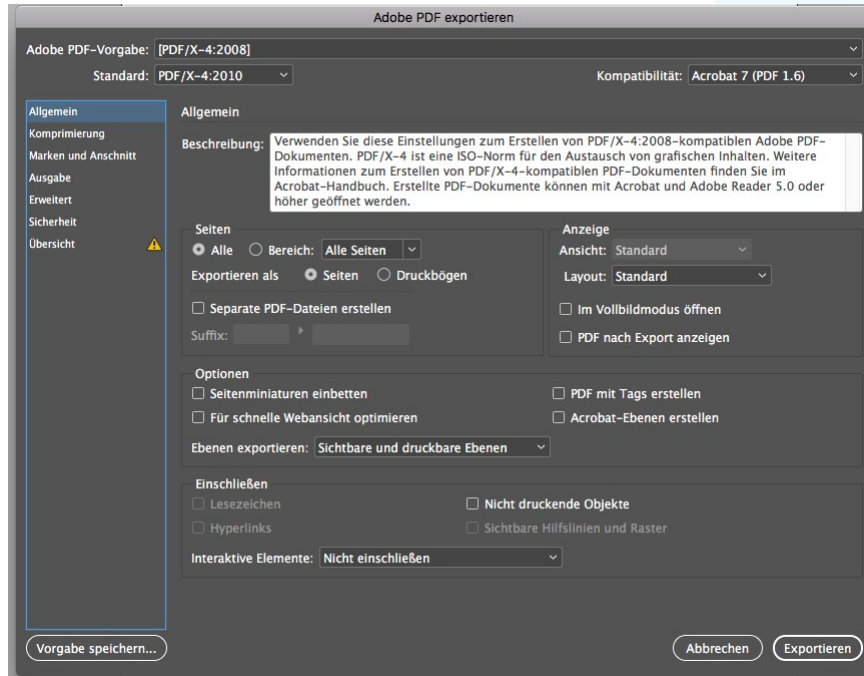 Adobe PDF exportieren
Adobe PDF-Vorgabe: [PDF/X-4:2008]
Standard: PDF/X-4:2010 Kompatibilität: Acrobat 7 (PDF 1.6)
Allgemein
Komprimierung
Marken und Anschnitt
Ausgabe
Erweitert
Sicherheit
Übersicht
Allgemein
Beschreibung: Verwenden Sie diese Einstellungen zum Erstellen von PDF/X-4:2008-kompatiblen Adobe PDF-
Dokumenten. PDF/X-4 ist eine ISO-Norm für den Austausch von grafischen Inhalten. Weitere
Informationen zum Erstellen von PDF/X-4-kompatiblen PDF-Dokumenten finden Sie im
Acrobat-Handbuch. Erstellte PDF-Dokumente können mit Acrobat und Adobe Reader 5.0 oder
höher geöffnet werden.
Seiten
Alle Bereich: Alle Seiten
Exportieren als Seiten Druckbögen
Separate PDF-Dateien erstellen
Suffix:
Anzeige
Ansicht: Standard
Layout: Standard
Im Vollbildmodus öffnen
PDF nach Export anzeigen
Optionen
Seitenminiaturen einbetten PDF mit Tags erstellen
Für schnelle Webansicht optimieren Acrobat-Ebenen erstellen
Ebenen exportieren: Sichtbare und druckbare Ebenen
Einschließen
Lesezeichen Nicht druckende Objekte
Hyperlinks Sichtbare Hilfslinien und Raster
Interaktive Elemente: Nicht einschließen
Vorgabe speichern... Abbrechen Exportieren